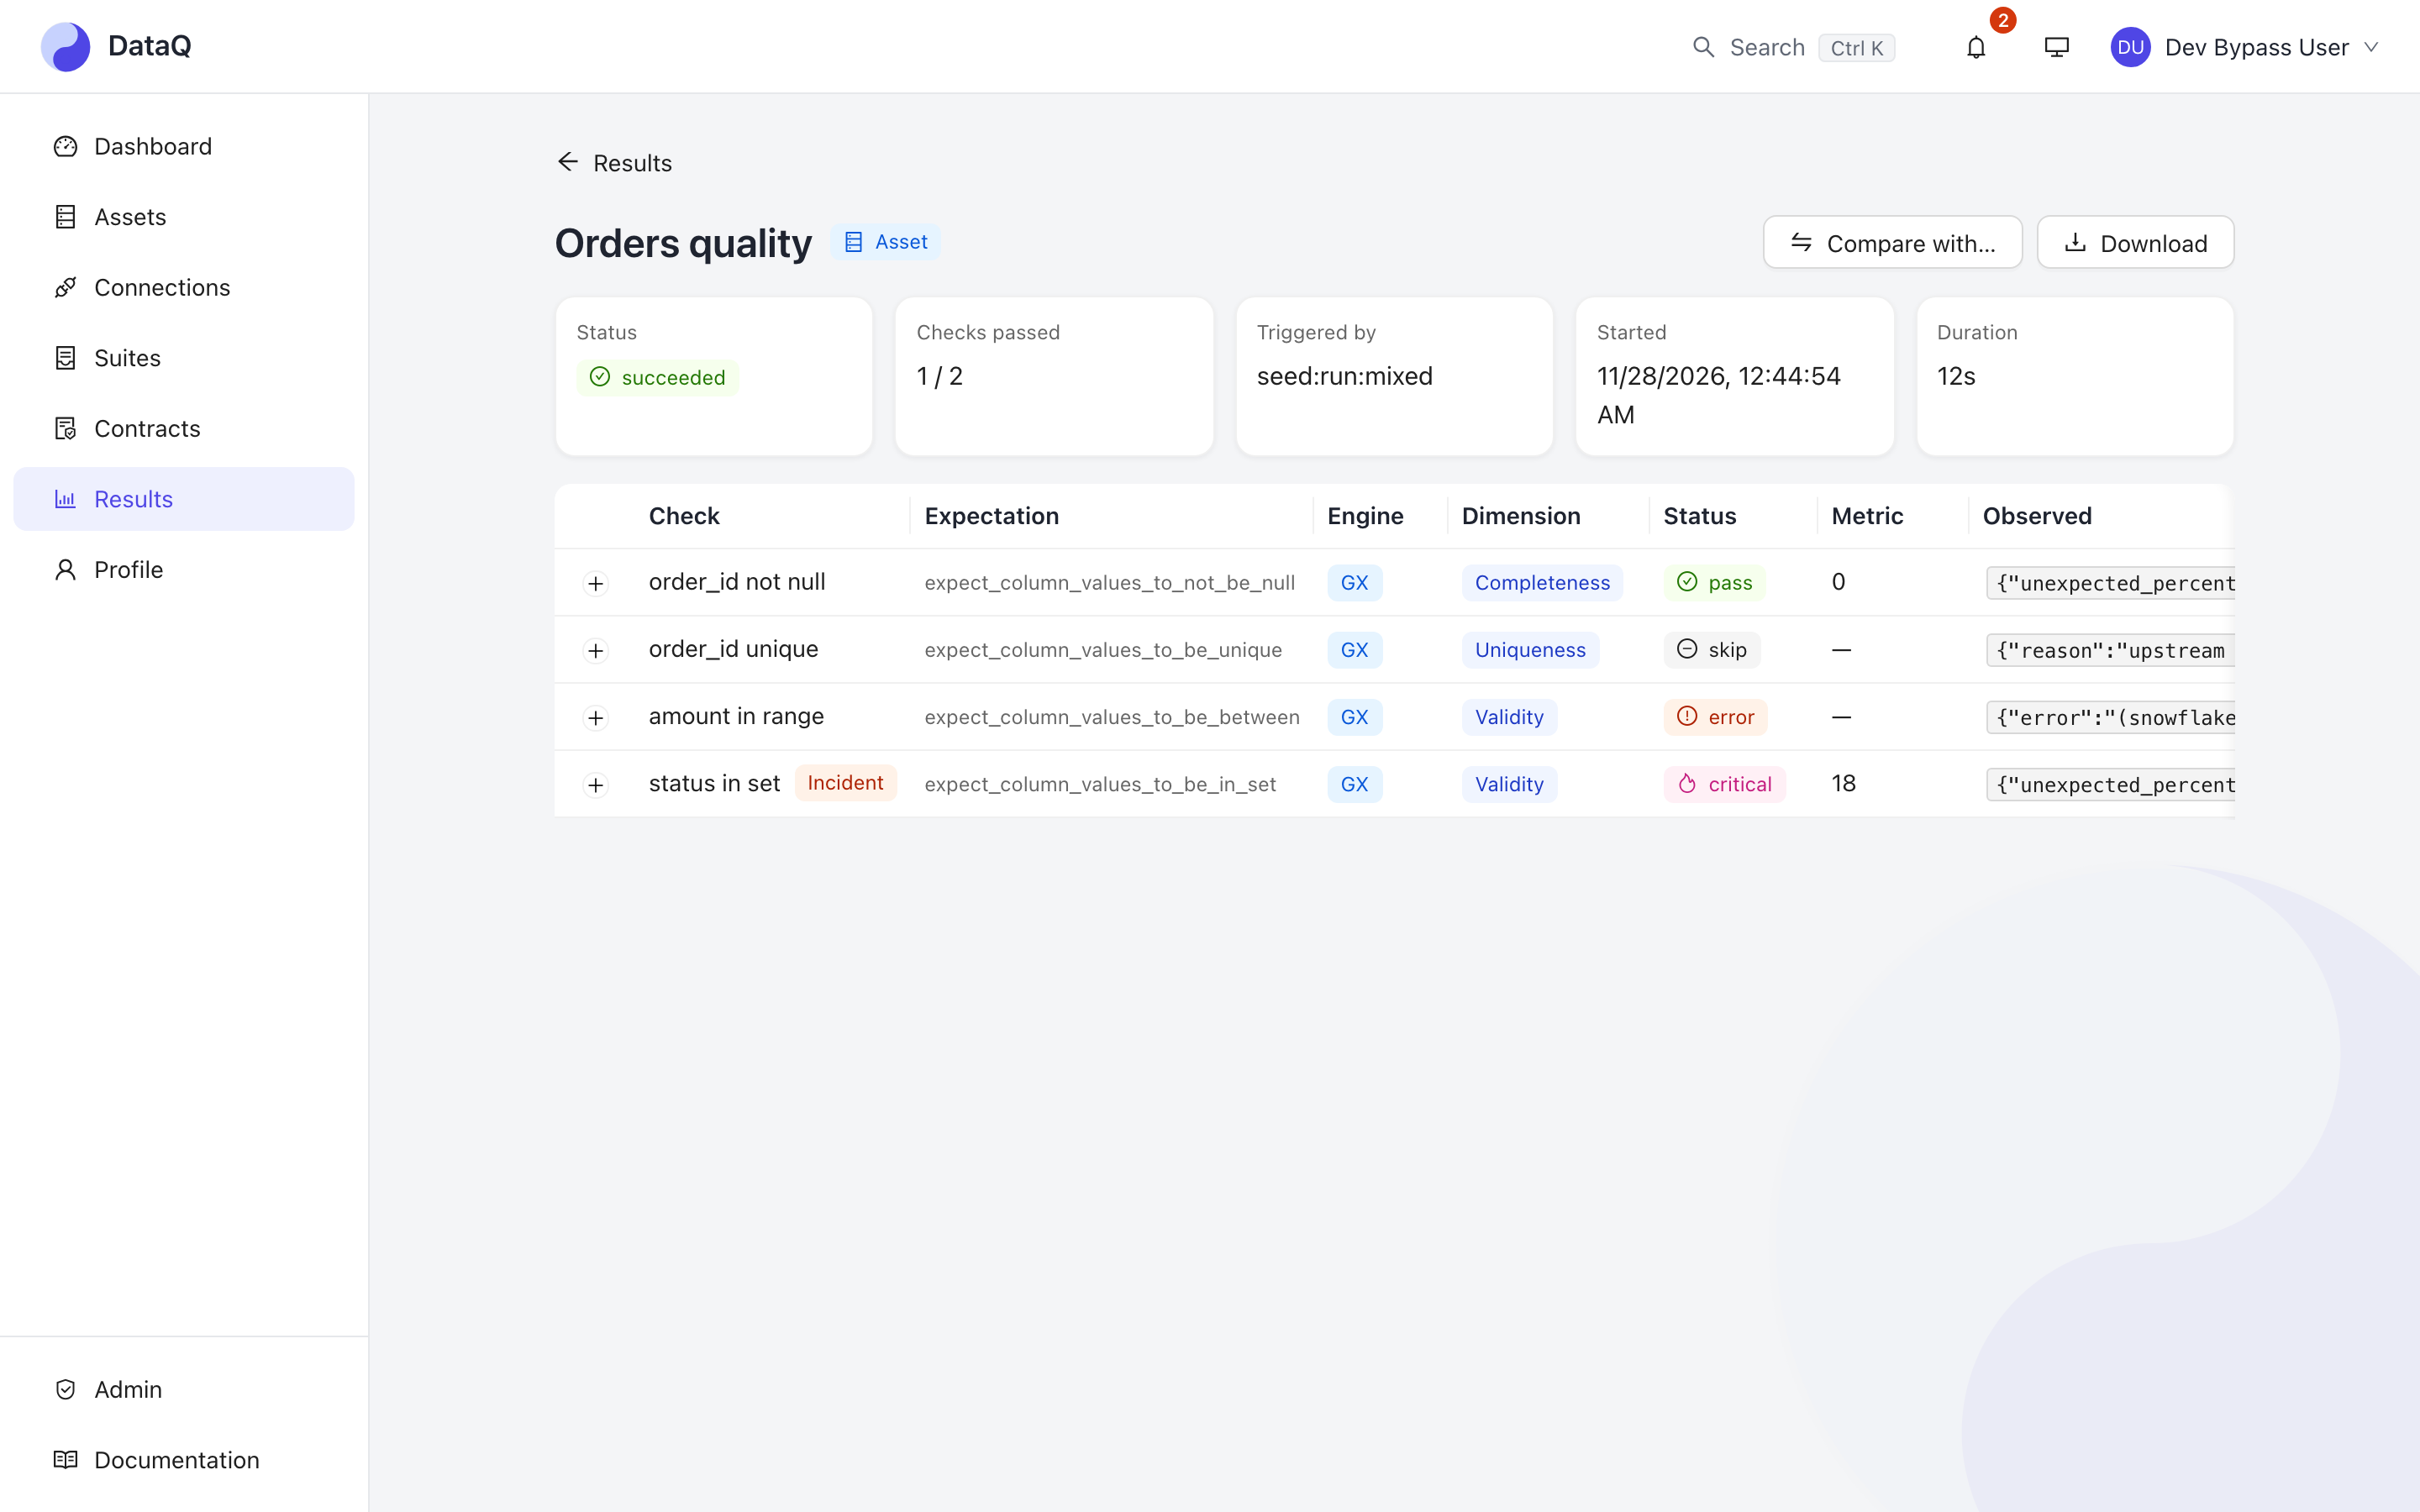 DataQ
Search Ctrl K
2
DU Dev Bypass User
Dashboard
Assets
Connections
Suites
Contracts
Results
Profile
Admin
Documentation
Results
Orders quality Asset
Compare with... Download
Status
succeeded
Checks passed
1 / 2
Triggered by
seed:run:mixed
Started
11/28/2026, 12:44:54
AM
Duration
12s
Check Expectation Engine Dimension Status Metric Observed
order_id not null expect_column_values_to_not_be_null GX Completeness pass 0 {"unexpected_percent
order_id unique expect_column_values_to_be_unique GX Uniqueness skip — {"reason":"upstream
amount in range expect_column_values_to_be_between GX Validity error — {"error":"(snowflake
status in set Incident expect_column_values_to_be_in_set GX Validity critical 18 {"unexpected_percent